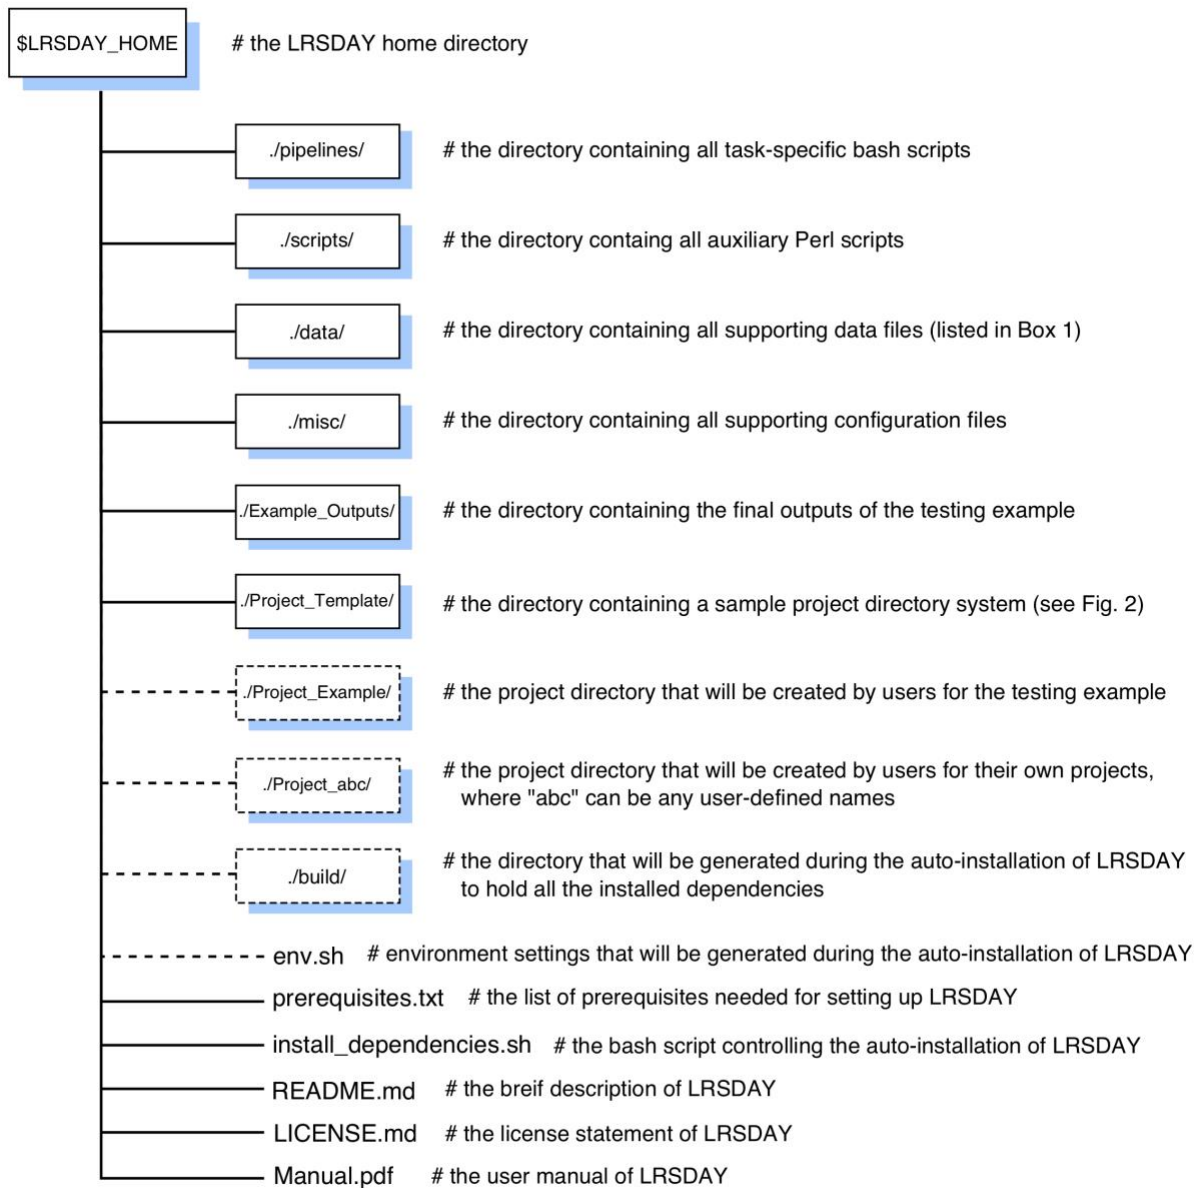 $LRSDAY_HOME # the LRSDAY home directory
./pipelines/ # the directory containing all task-specific bash scripts
./scripts/ # the directory containg all auxiliary Perl scripts
./data/ # the directory containing all supporting data files (listed in Box 1)
./misc/ # the directory containing all supporting configuration files
./Example_Outputs/ # the directory containing the final outputs of the testing example
./Project_Template/ # the directory containing a sample project directory system (see Fig. 2)
./Project_Example/ # the project directory that will be created by users for the testing example
./Project_abc/ # the project directory that will be created by users for their own projects,
where "abc" can be any user-defined names
./build/ # the directory that will be generated during the auto-installation of LRSDAY
to hold all the installed dependencies
env.sh # environment settings that will be generated during the auto-installation of LRSDAY
prerequisites.txt # the list of prerequisites needed for setting up LRSDAY
install_dependencies.sh # the bash script controlling the auto-installation of LRSDAY
README.md # the breif description of LRSDAY
LICENSE.md # the license statement of LRSDAY
Manual.pdf # the user manual of LRSDAY